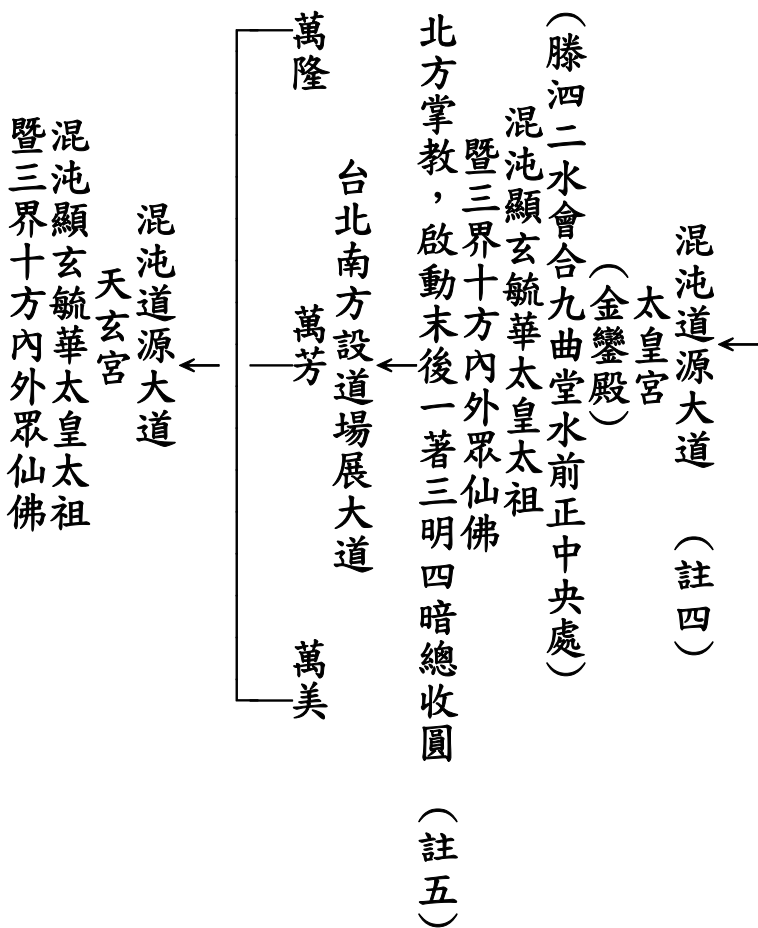 混沌道源大道　（註四）
太皇宮
（金鑾殿）
（滕泗二水會合九曲堂水前正中央處）
混沌顯玄毓華太皇太祖
暨三界十方內外眾仙佛
北方掌教，啟動末後一著三明四暗總收圓　（註五）
台北南方設道場展大道
萬隆　萬芳　萬美
混沌道源大道
天玄宮
混沌顯玄毓華太皇太祖
暨三界十方內外眾仙佛